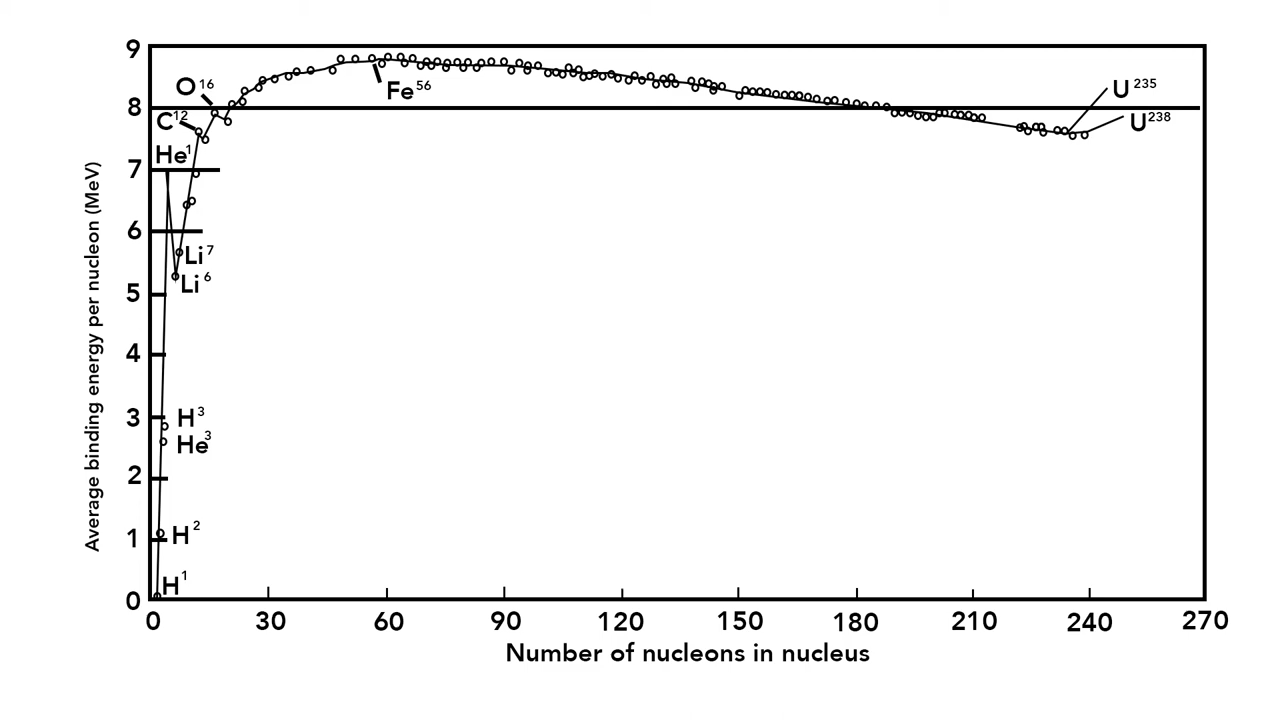 9
O¹⁶
Fe⁵⁶
U²³⁵
8
C¹²
U²³⁸
He¹
7
6
Li⁷
Li⁶
5
4
3
H³
He³
2
H²
1
H¹
0
Average binding energy per nucleon (MeV)
0 30 60 90 120 150 180 210 240 270
Number of nucleons in nucleus